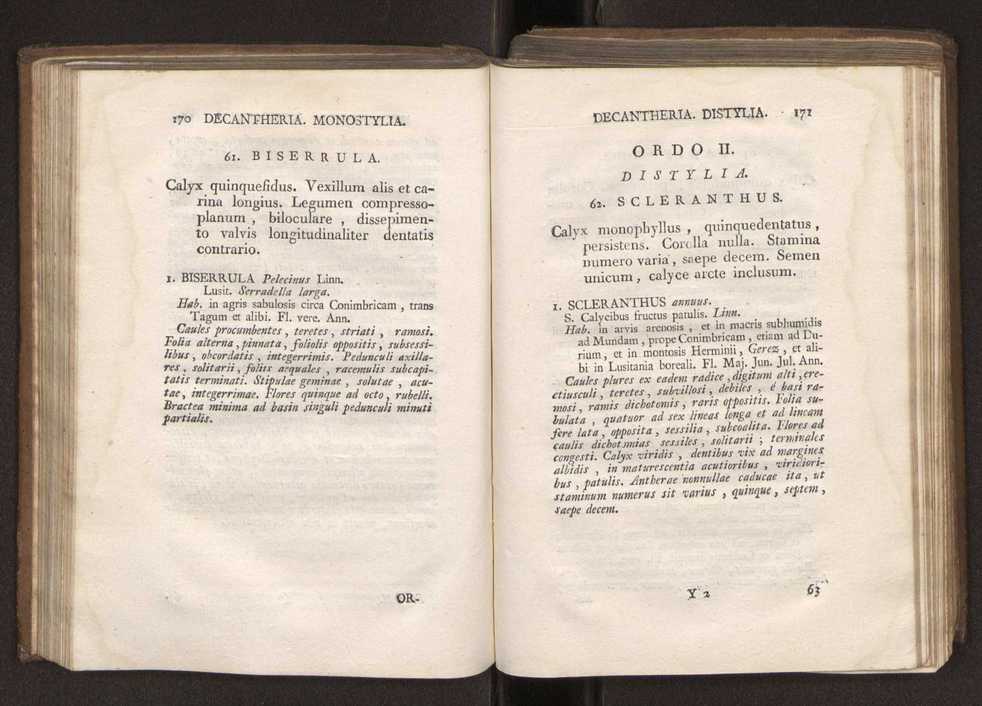 170 DECANTHERIA. MONOSTYLIA.
61. BISERRULA.
Calyx quinquefidus. Vexillum alis et ca-
rina longius. Legumen compresso-
planum, biloculare, dissepimen-
to valvis longitudinaliter dentatis
contrario.
1. BISERRULA Pelecinus Linn.
Lusit. Serradella larga.
Hab. in agris sabulosis circa Conimbricam, trans
Tagum et alibi. Fl. vere. Ann.
Caules procumbentes, teretes, striati, ramosi.
Folia alterna, pinnata, foliolis oppositis, subsessi-
libus, obcordatis, integerrimis. Pedunculi axilla-
res, solitarii, foliis aequales, racemulis subcapi-
tatis terminati. Stipulae geminae, solutae, acu-
tae, integerrimae. Flores quinque ad octo, rubelli.
Bractea minima ad basin singuli pedunculi minuti
partialis.
OR-
DECANTHERIA. DISTYLIA. 171
ORDO II.
DISTYLIA.
62. SCLERANTHUS.
Calyx monophyllus, quinquedentatus,
persistens. Corolla nulla. Stamina
numero varia, saepe decem. Semen
unicum, calyce arcte inclusum.
1. SCLERANTHUS annuus.
S. Calycibus fructus patulis. Linn.
Hab. in arvis arenosis, et in macris subhumidis
ad Mundam, prope Conimbricam, etiam ad Du-
rium, et in montosis Herminii, Gerez, et ali-
bi in Lusitania boreali. Fl. Maj. Jun. Jul. Ann.
Caules plures ex eadem radice, digitum alti, ere-
ctiusculi, teretes, subvillosi, debiles, é basi ra-
mosi, ramis dichotomis, raris oppositis. Folia su-
bulata, quatuor ad sex lineas longa et ad lineam
fere lata, opposita, sessilia, subcoalita. Flores ad
caulis dichotomias sessiles, solitarii; terminales
congesti. Calyx viridis, dentibus vix ad margines
albidis, in maturescentia acutioribus, viridiori-
bus, patulis. Antherae nonnullae caducae ita, ut
staminum numerus sit varius, quinque, septem,
saepe decem.
Y 2 63